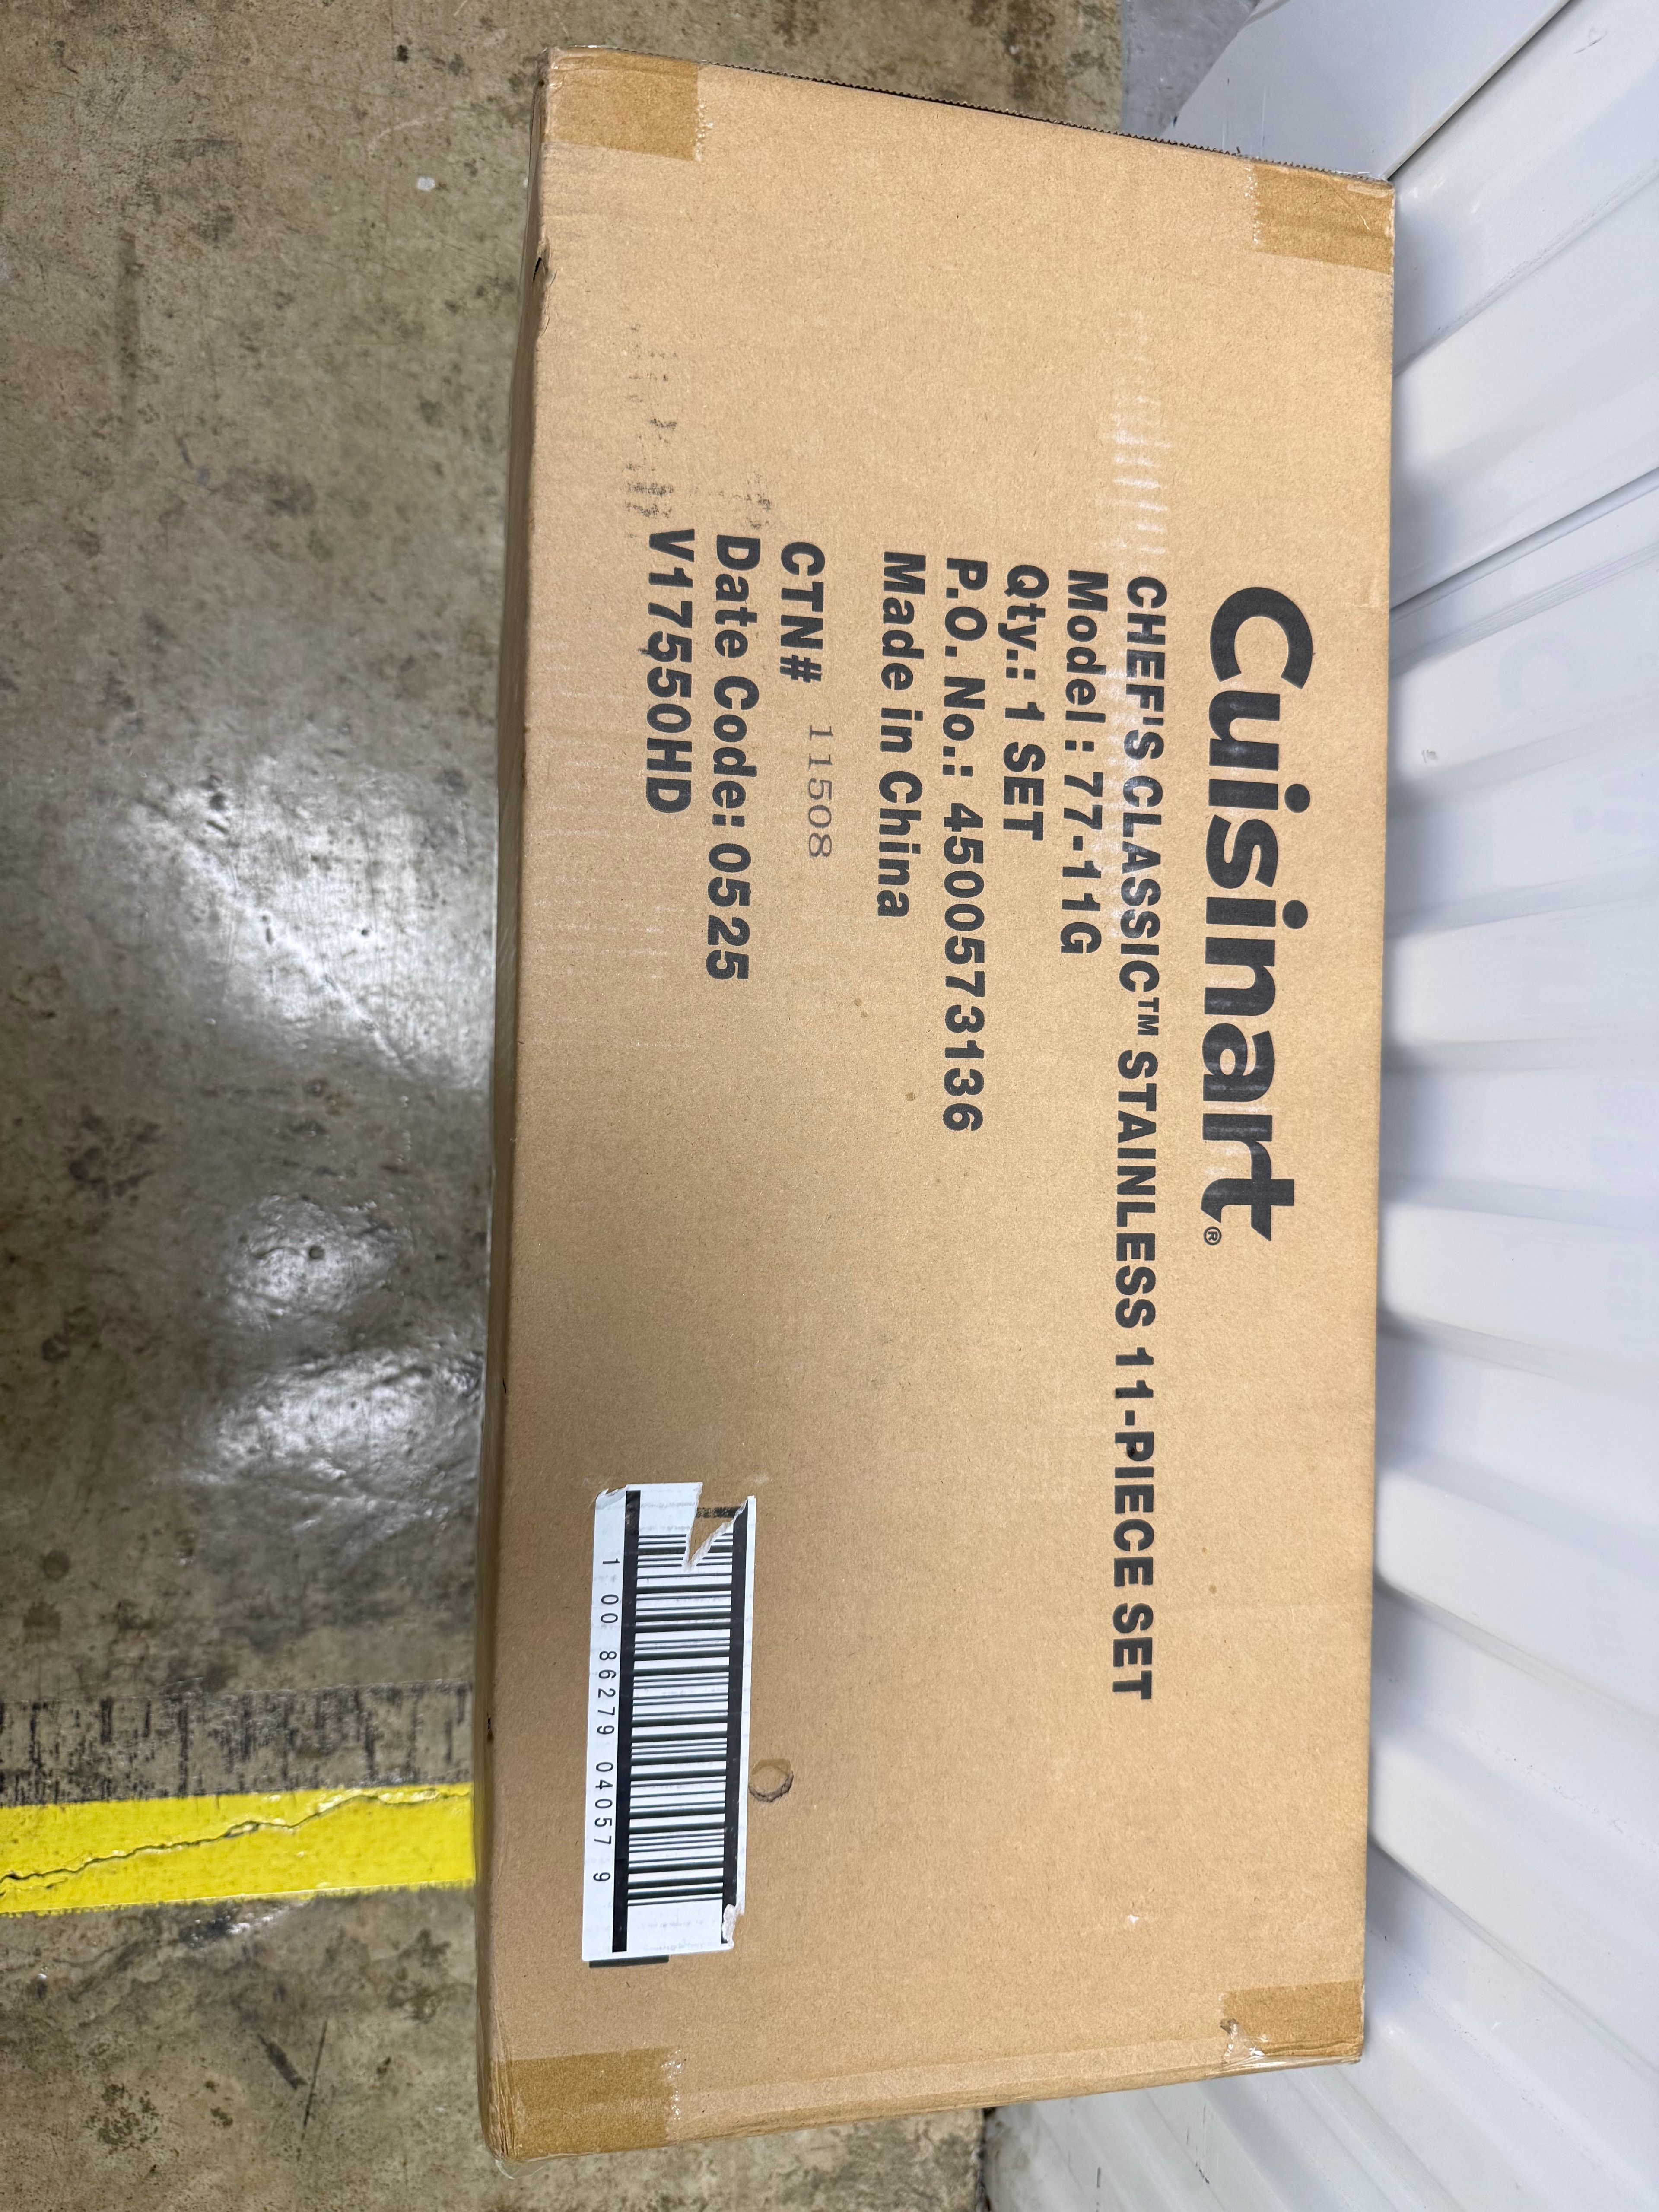 Cuisinart®
CHEF'S CLASSIC™ STAINLESS 11-PIECE SET
Model : 77-11G
Qty.: 1 SET
P.O. No.: 4500573136
Made in China
CTN# 11508
Date Code: 0525
V17550HD
1 00 86279 04057 9